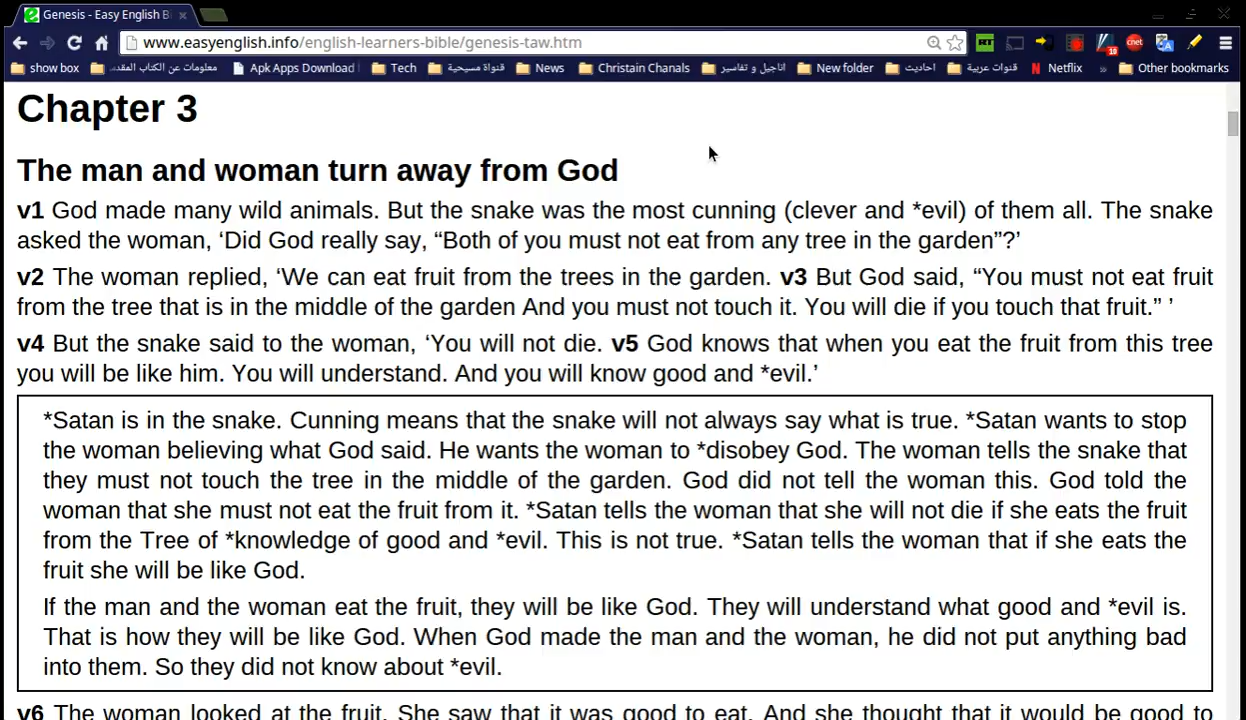 Genesis - Easy English Bi
www.easyenglish.info/english-learners-bible/genesis-taw.htm
RT 18 cnet
show box معلومات عن الكتاب المقدس Apk Apps Download Tech قنواة مسيحية News Christain Chanals اناجيل و تفاسير New folder احاديث قنوات عربية N Netflix » Other bookmarks
Chapter 3
The man and woman turn away from God
v1 God made many wild animals. But the snake was the most cunning (clever and *evil) of them all. The snake
asked the woman, ‘Did God really say, “Both of you must not eat from any tree in the garden”?’
v2 The woman replied, ‘We can eat fruit from the trees in the garden. v3 But God said, “You must not eat fruit
from the tree that is in the middle of the garden And you must not touch it. You will die if you touch that fruit.” ’
v4 But the snake said to the woman, ‘You will not die. v5 God knows that when you eat the fruit from this tree
you will be like him. You will understand. And you will know good and *evil.’
*Satan is in the snake. Cunning means that the snake will not always say what is true. *Satan wants to stop
the woman believing what God said. He wants the woman to *disobey God. The woman tells the snake that
they must not touch the tree in the middle of the garden. God did not tell the woman this. God told the
woman that she must not eat the fruit from it. *Satan tells the woman that she will not die if she eats the fruit
from the Tree of *knowledge of good and *evil. This is not true. *Satan tells the woman that if she eats the
fruit she will be like God.
If the man and the woman eat the fruit, they will be like God. They will understand what good and *evil is.
That is how they will be like God. When God made the man and the woman, he did not put anything bad
into them. So they did not know about *evil.
v6 The woman looked at the fruit. She saw that it was good to eat. And she thought that it would be good to